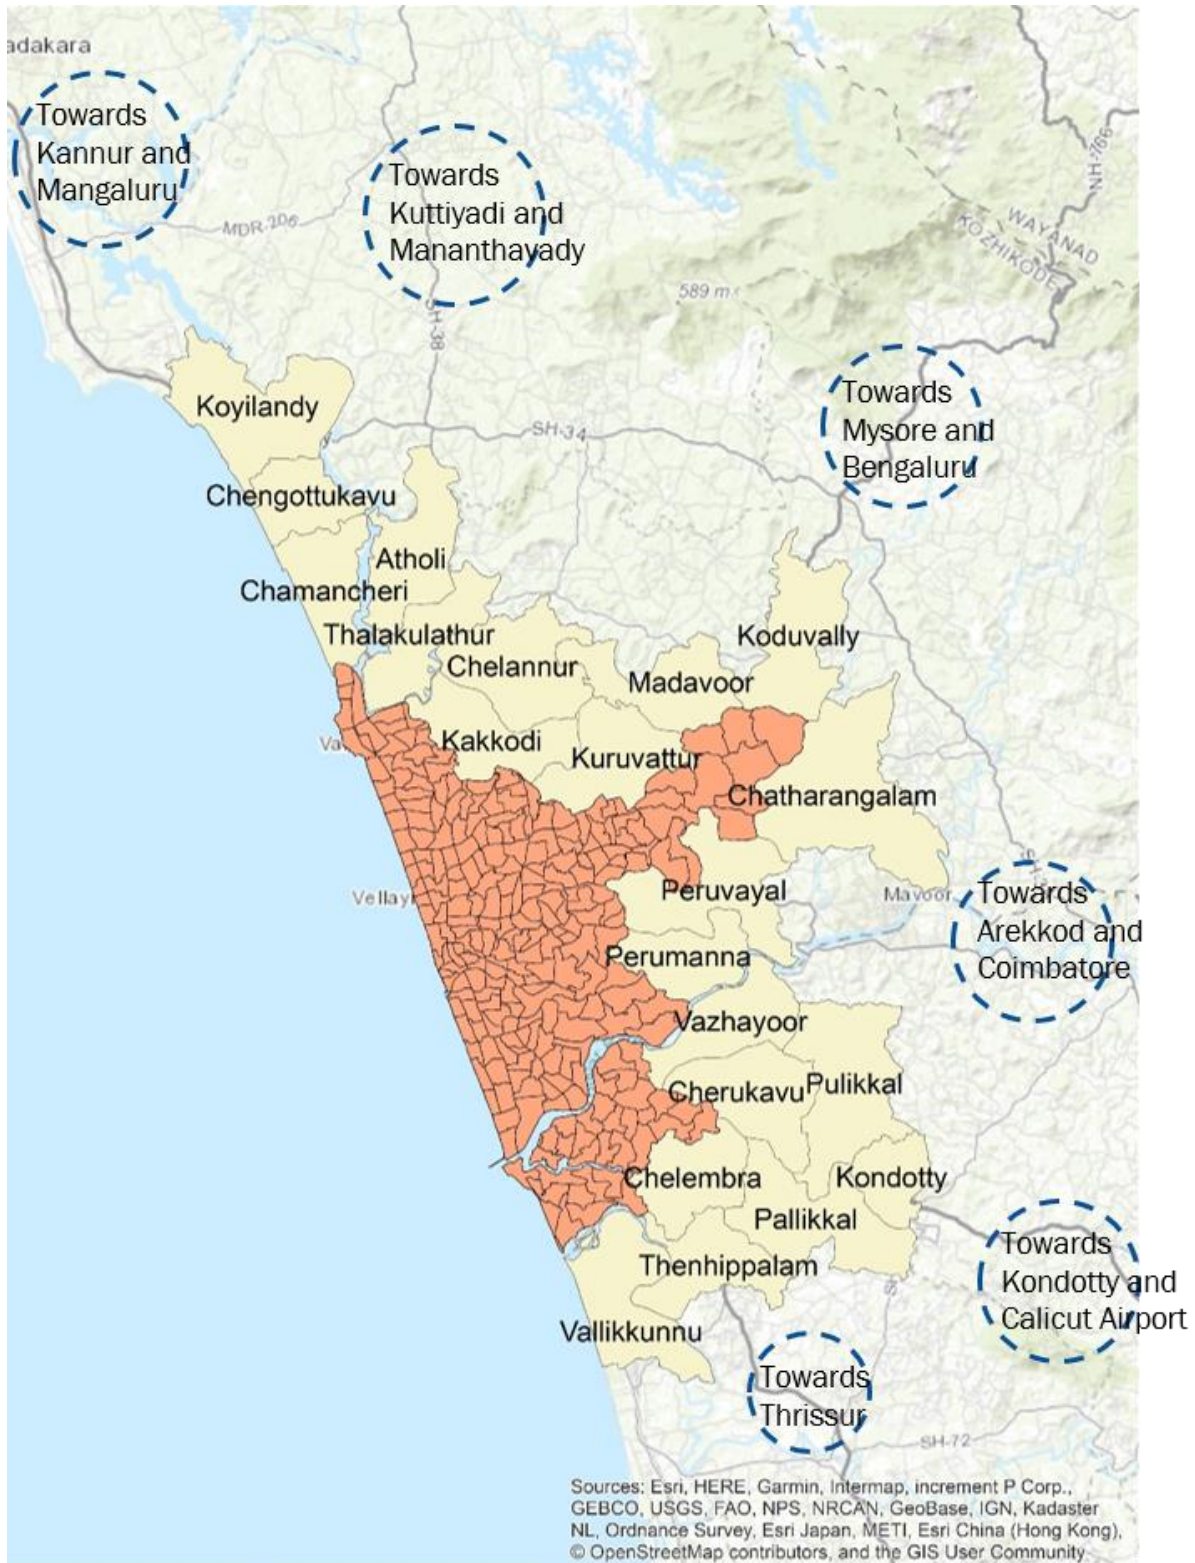 adakara
Towards
Kannur and
Mangaluru
Towards
Kuttiyadi and
Mananthavady
MDR-206
NH-766
WAYANAD
KOZHIKODE
589 m
SH-38
Towards
Mysore and
Bengaluru
Koyilandy
SH-34
Chengottukavu
Atholi
Chamancheri
Thalakulathur
Koduvally
Chelannur
Madavoor
Va
Kakkodi
Kuruvattur
Chatharangalam
Vellay
Peruvayal
Mavoor
Towards
Arekkod and
Coimbatore
Perumanna
Vazhayoor
Cherukavu
Pulikkal
Chelembra
Kondotty
Pallikkal
Towards
Kondotty and
Calicut Airport
Thenhippalam
Vallikkunnu
Towards
Thrissur
SH-72
Sources: Esri, HERE, Garmin, Intermap, increment P Corp.,
GEBCO, USGS, FAO, NPS, NRCAN, GeoBase, IGN, Kadaster
NL, Ordnance Survey, Esri Japan, METI, Esri China (Hong Kong),
© OpenStreetMap contributors, and the GIS User Community